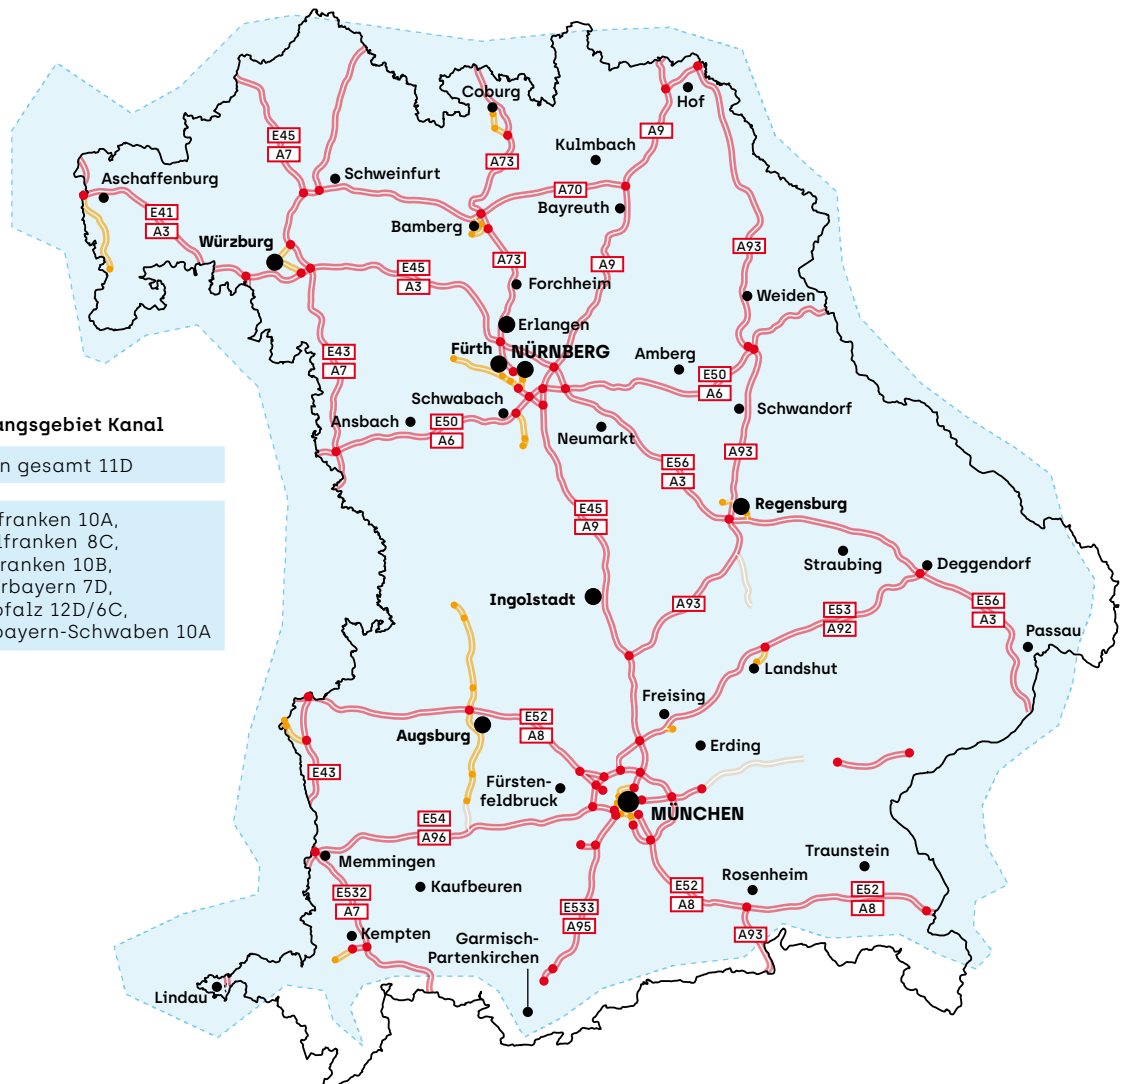 Coburg
Hof
E45
A7
A9
Kulmbach
A73
Schweinfurt
Aschaffenburg
A70
Bayreuth
E41
A3
Bamberg
Würzburg
A93
A73
A9
E45
A3
Forchheim
Weiden
Erlangen
Fürth
NÜRNBERG
E43
A7
Amberg
E50
A6
Schwabach
Ansbach
E50
A6
Schwandorf
Neumarkt
angsgebiet Kanal
A93
E56
A3
n gesamt 11D
Regensburg
E45
A9
franken 10A,
lfranken 8C,
ranken 10B,
rbayern 7D,
pfalz 12D/6C,
bayern-Schwaben 10A
Straubing
Deggendorf
Ingolstadt
A93
E53
A92
E56
A3
Passau
Landshut
Freising
E52
A8
Augsburg
Erding
E43
Fürsten-
feldbruck
MÜNCHEN
E54
A96
Memmingen
Traunstein
Kaufbeuren
Rosenheim
E532
A7
E52
A8
E52
A8
E533
A95
Kempten
A93
Garmisch-
Partenkirchen
Lindau